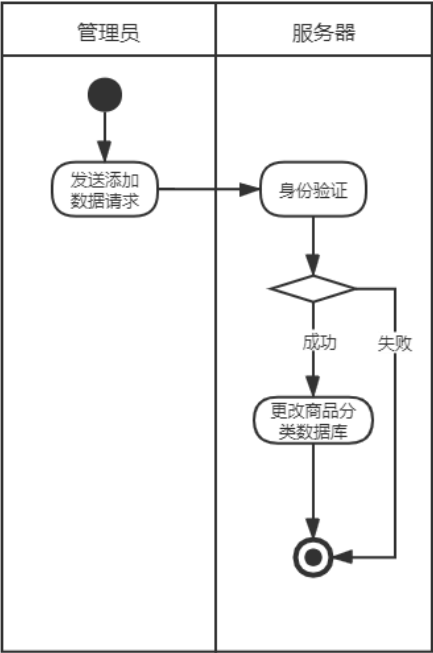 管理员
服务器
发送添加
数据请求
身份验证
成功
失败
更改商品分
类数据库